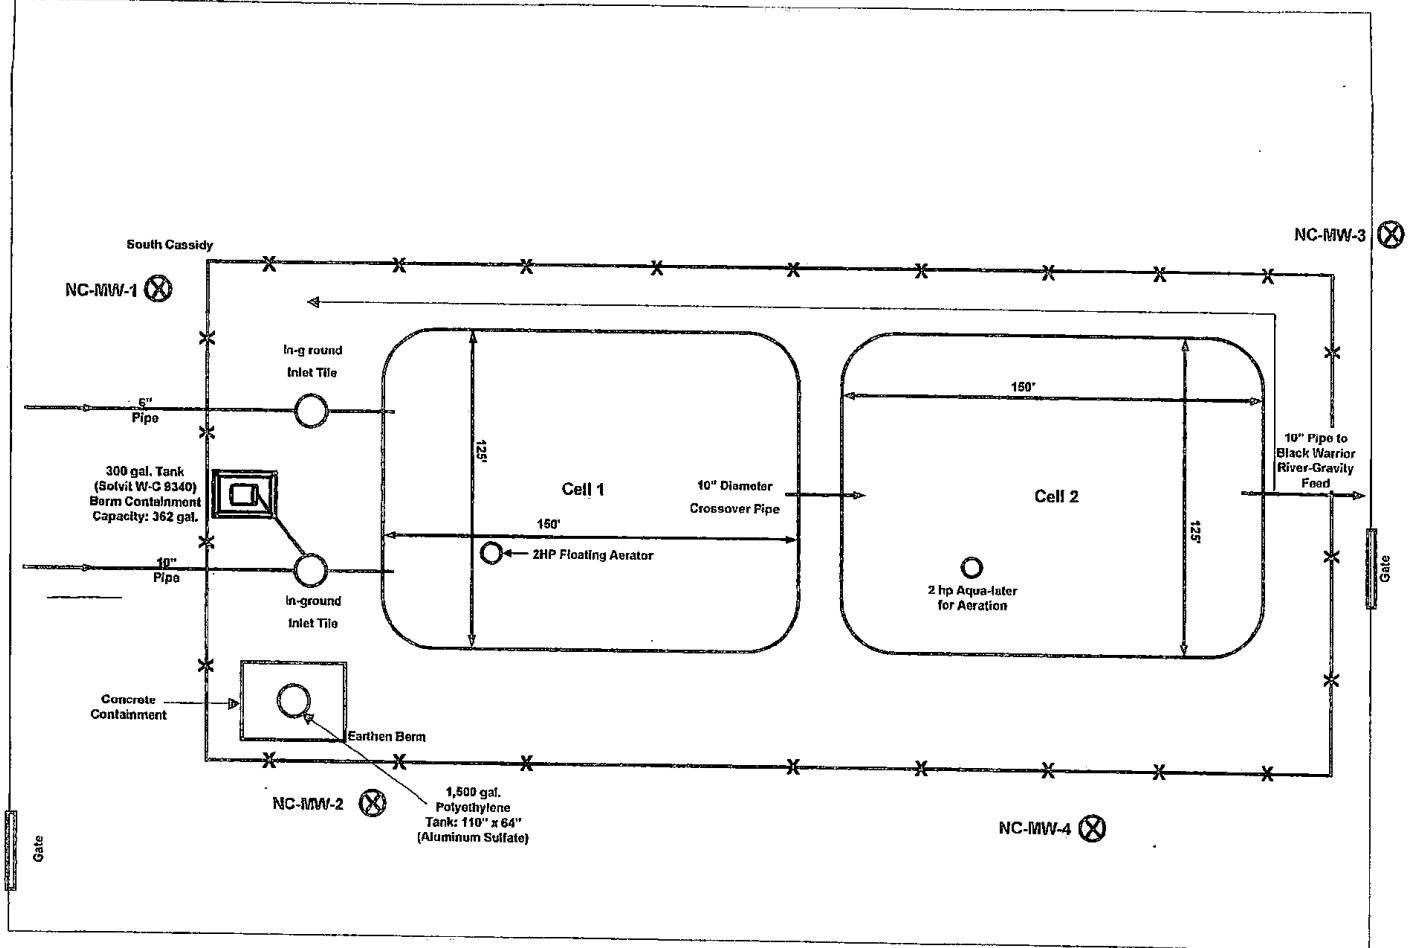 NC-MW-3
South Cassidy
NC-MW-1
In-ground
Inlet Tile
6"
Pipe
150'
125'
10" Pipe to
Black Warrior
River-Gravity
Feed
300 gal. Tank
(Solvit W-C 9340)
Berm Containment
Capacity: 362 gal.
Cell 1
10" Diameter
Crossover Pipe
Cell 2
150'
125'
2HP Floating Aerator
10"
Pipe
Gate
2 hp Aqua-later
for Aeration
In-ground
Inlet Tile
Concrete
Containment
Earthen Berm
NC-MW-2
1,500 gal.
Polyethylene
Tank: 110" x 64"
(Aluminum Sulfate)
NC-MW-4
Gate